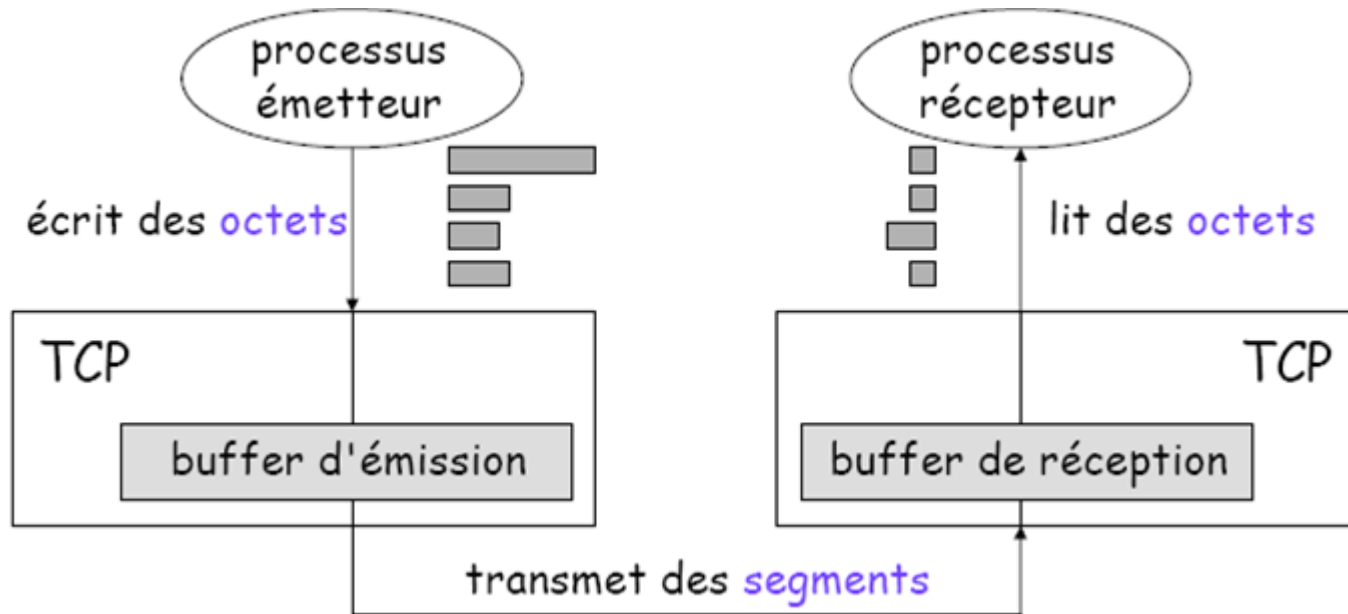 processus
émetteur
processus
récepteur
écrit des octets
lit des octets
TCP
TCP
buffer d'émission
buffer de réception
transmet des segments